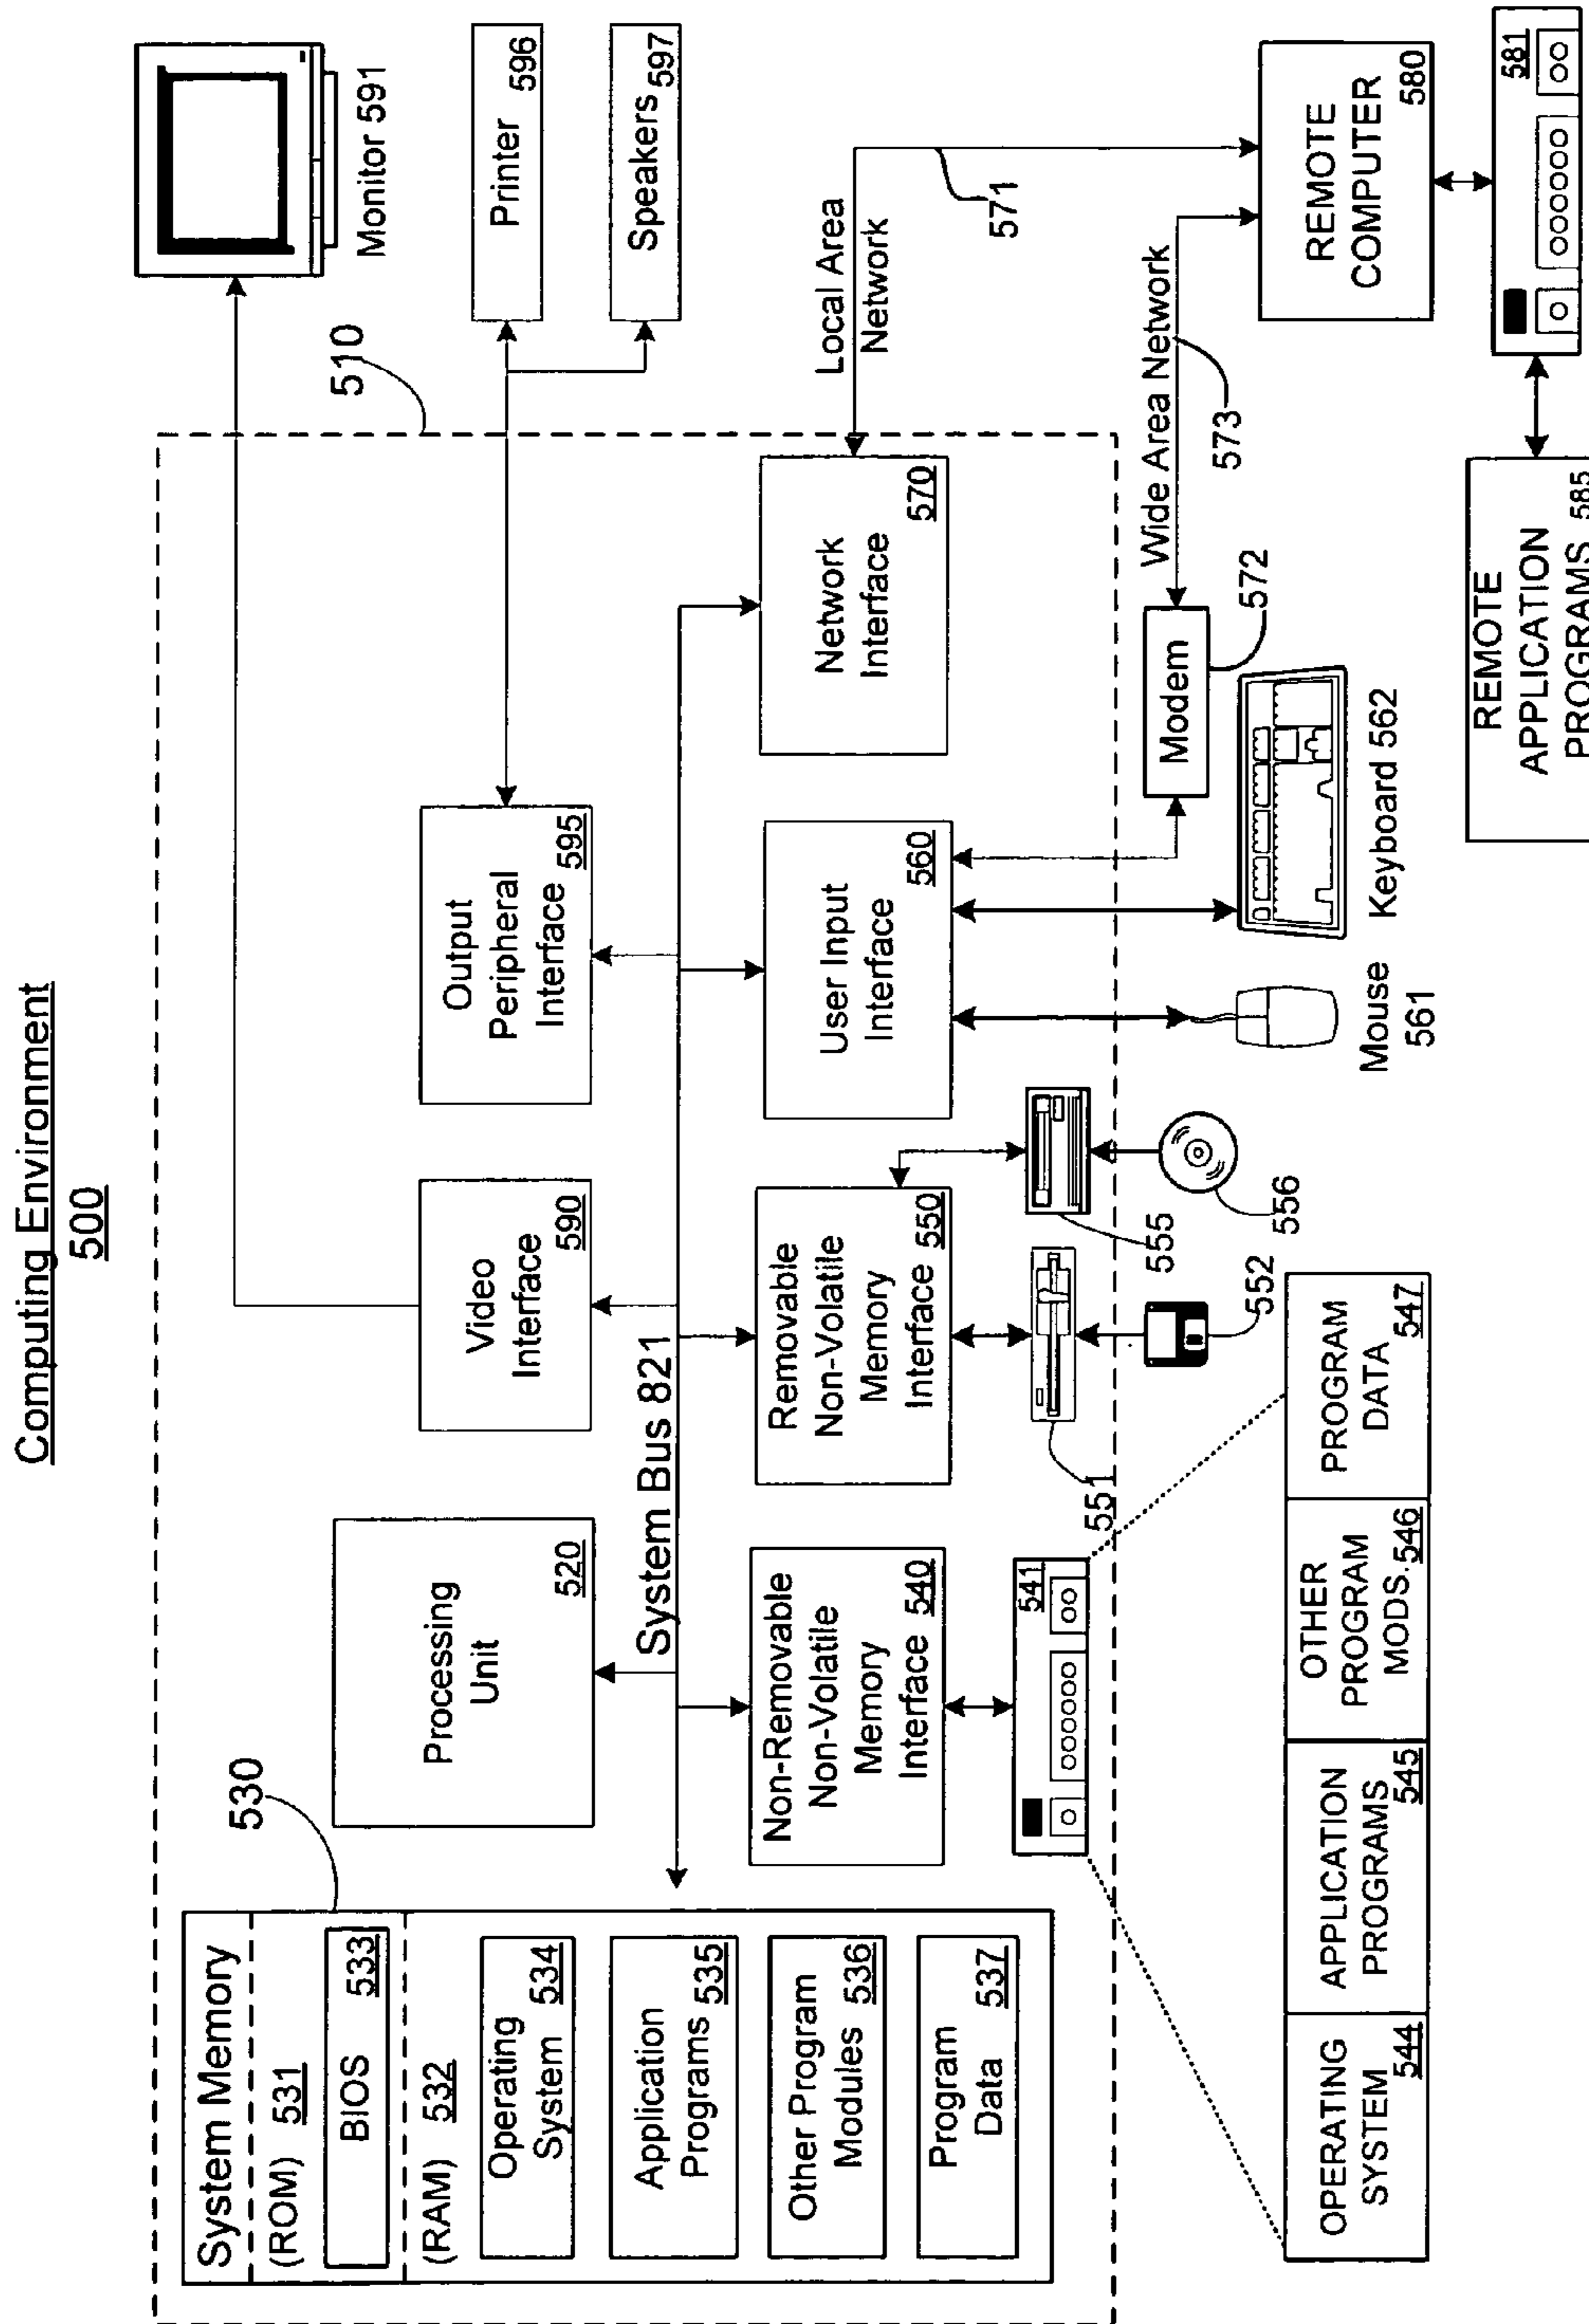 Computing Environment
500
System Memory
(ROM) 531
BIOS 533
(RAM) 532
Operating
System 534
Application
Programs 535
Other Program
Modules 536
Program
Data 537
530
Processing
Unit
520
Video
Interface
590
Output
Peripheral
Interface 595
510
Monitor 591
Printer
596
Speakers
597
System Bus 821
Non-Removable
Non-Volatile
Memory
Interface 540
Removable
Non-Volatile
Memory
Interface 550
User Input
Interface
560
Network
Interface
570
Local Area
Network
571
541
551
555
552
556
Mouse
561
Keyboard 562
Modem
572
Wide Area Network
573
REMOTE
COMPUTER
580
581
REMOTE
APPLICATION
PROGRAMS 585
OPERATING
SYSTEM
544
APPLICATION
PROGRAMS
545
OTHER
PROGRAM
MODS. 546
PROGRAM
DATA
547